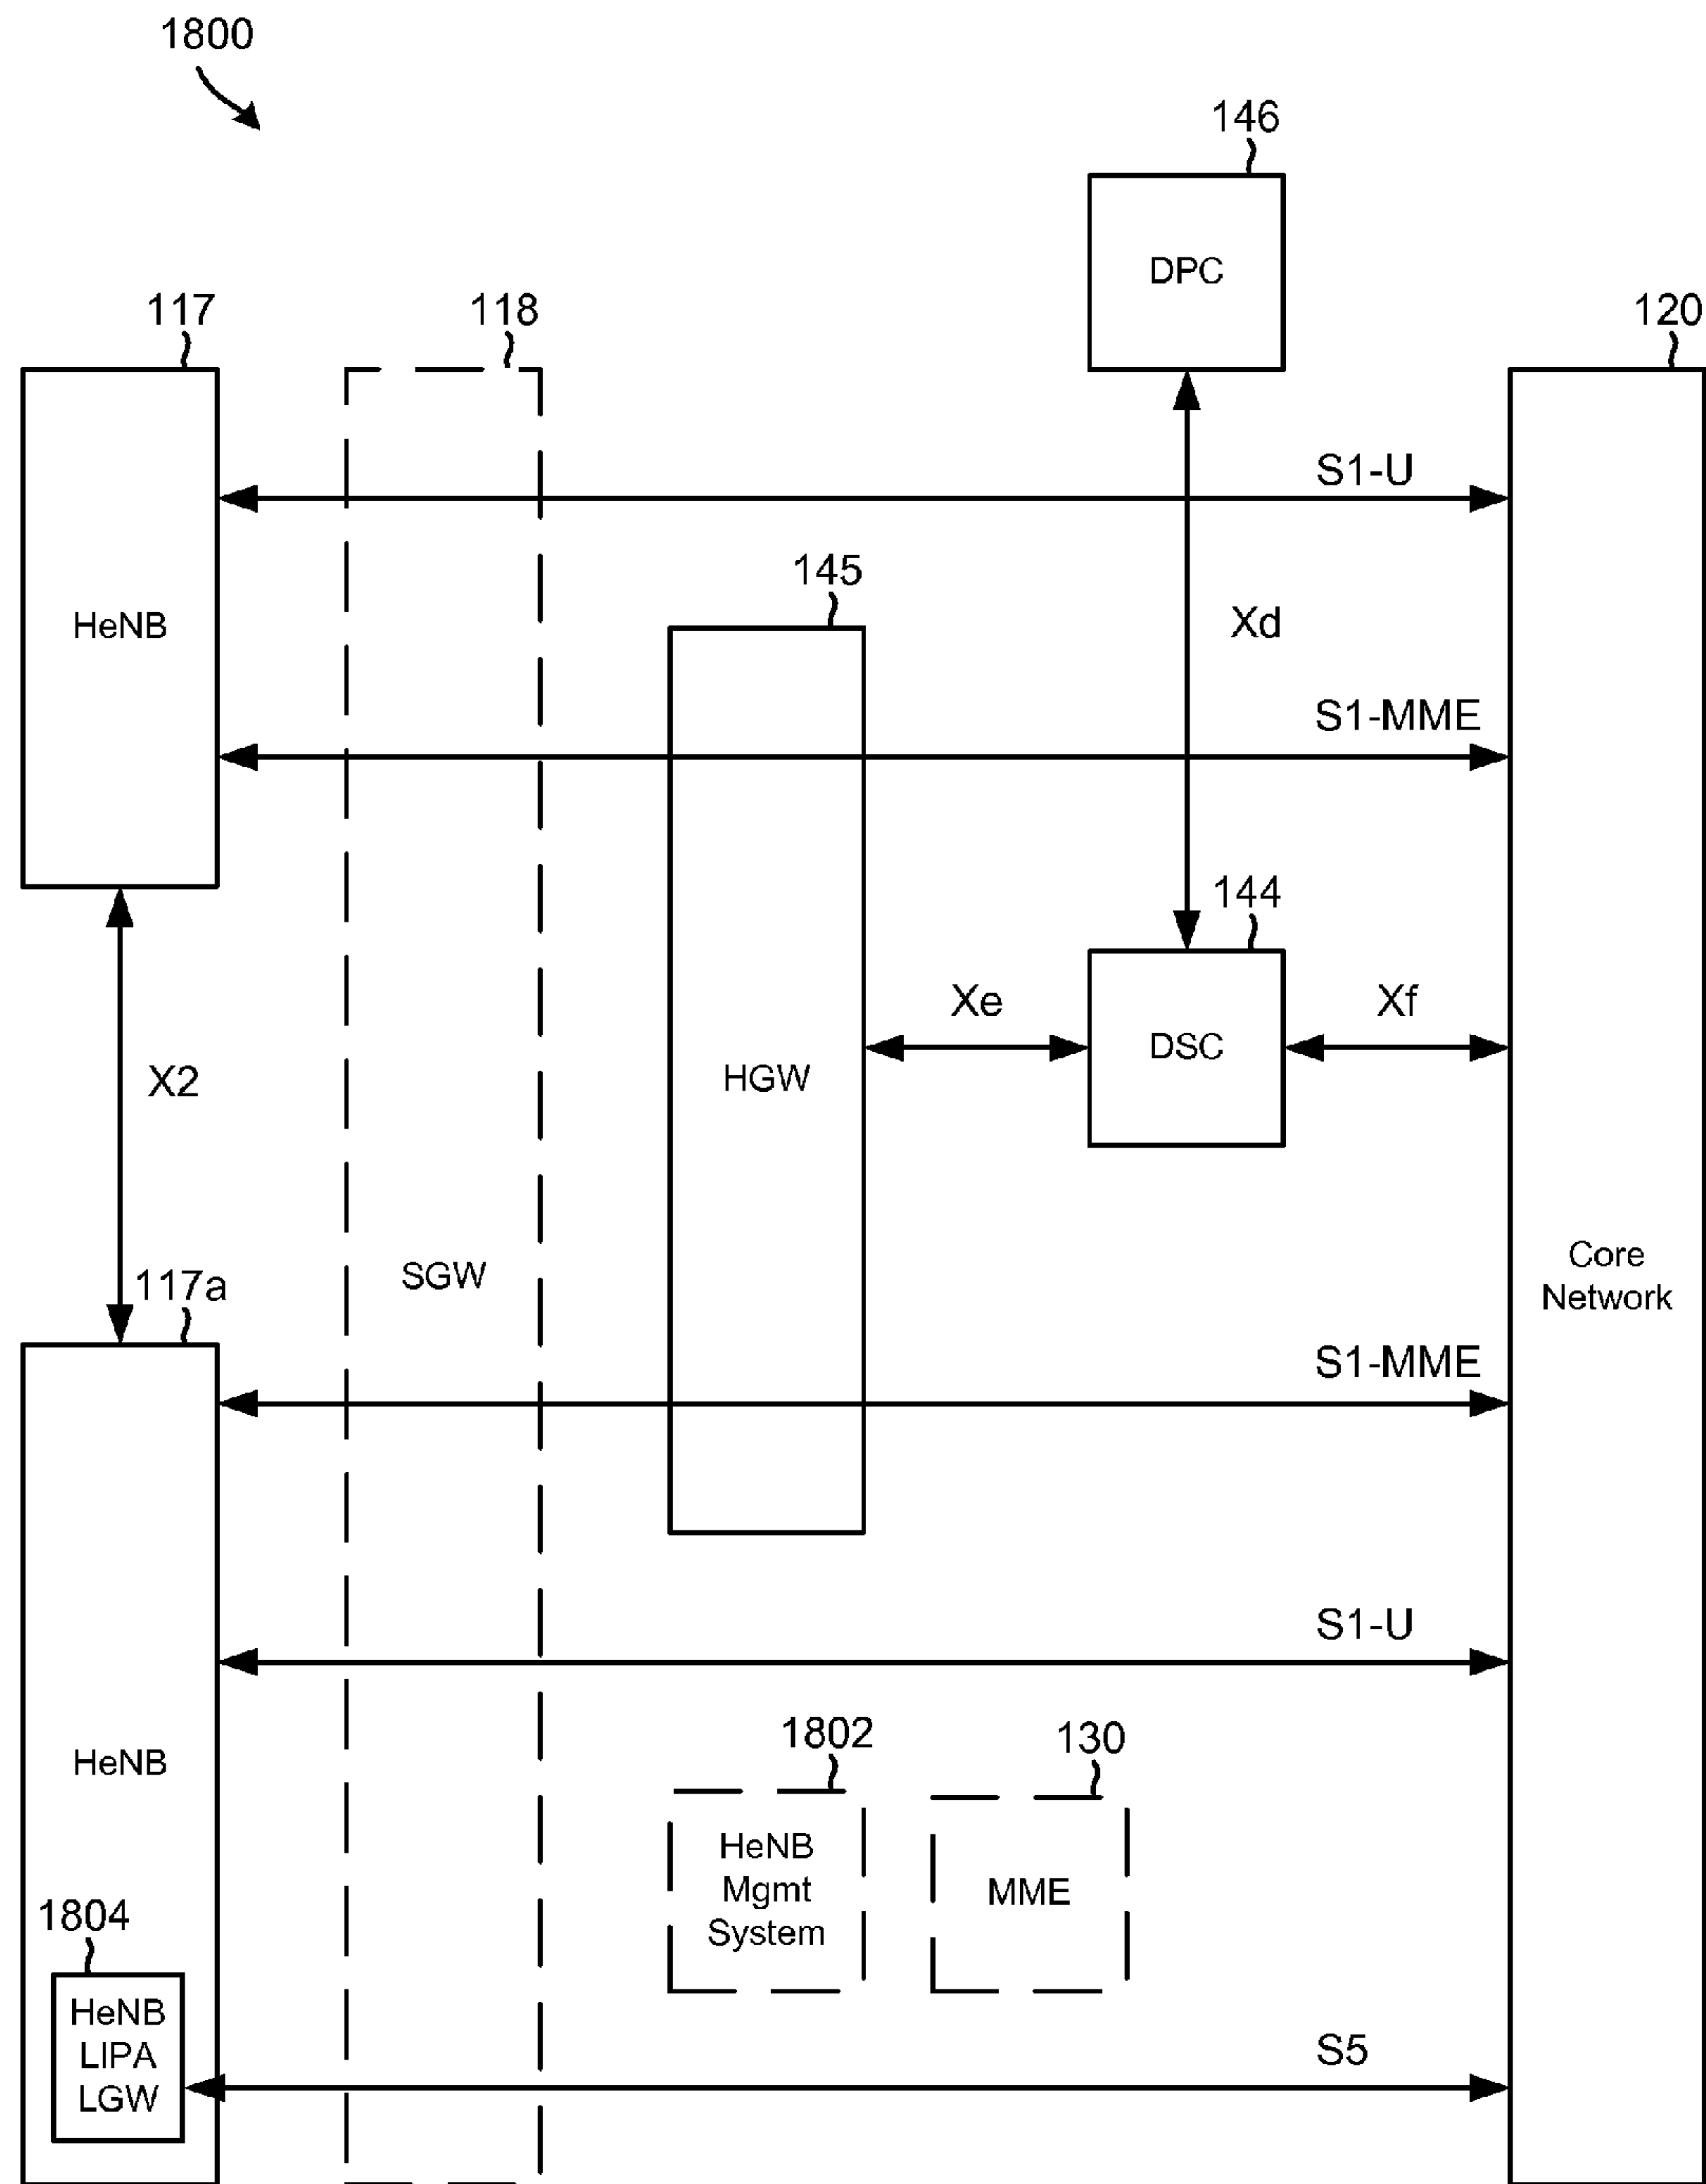 1800
146
DPC
117
118
120
S1-U
145
HeNB
Xd
S1-MME
144
Xe
Xf
DSC
HGW
X2
Core
Network
SGW
117a
S1-MME
S1-U
1802
130
HeNB
HeNB
Mgmt
System
MME
1804
HeNB
LIPA
LGW
S5